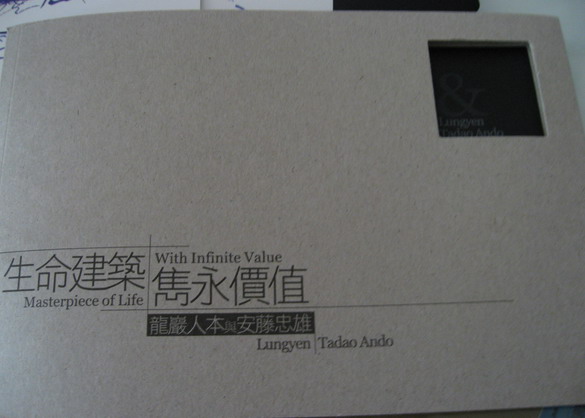 &
Lungyen
Tadao Ando
With Infinite Value
生命建築
雋永價值
Masterpiece of Life
龍巖人本與安藤忠雄
Lungyen Tadao Ando